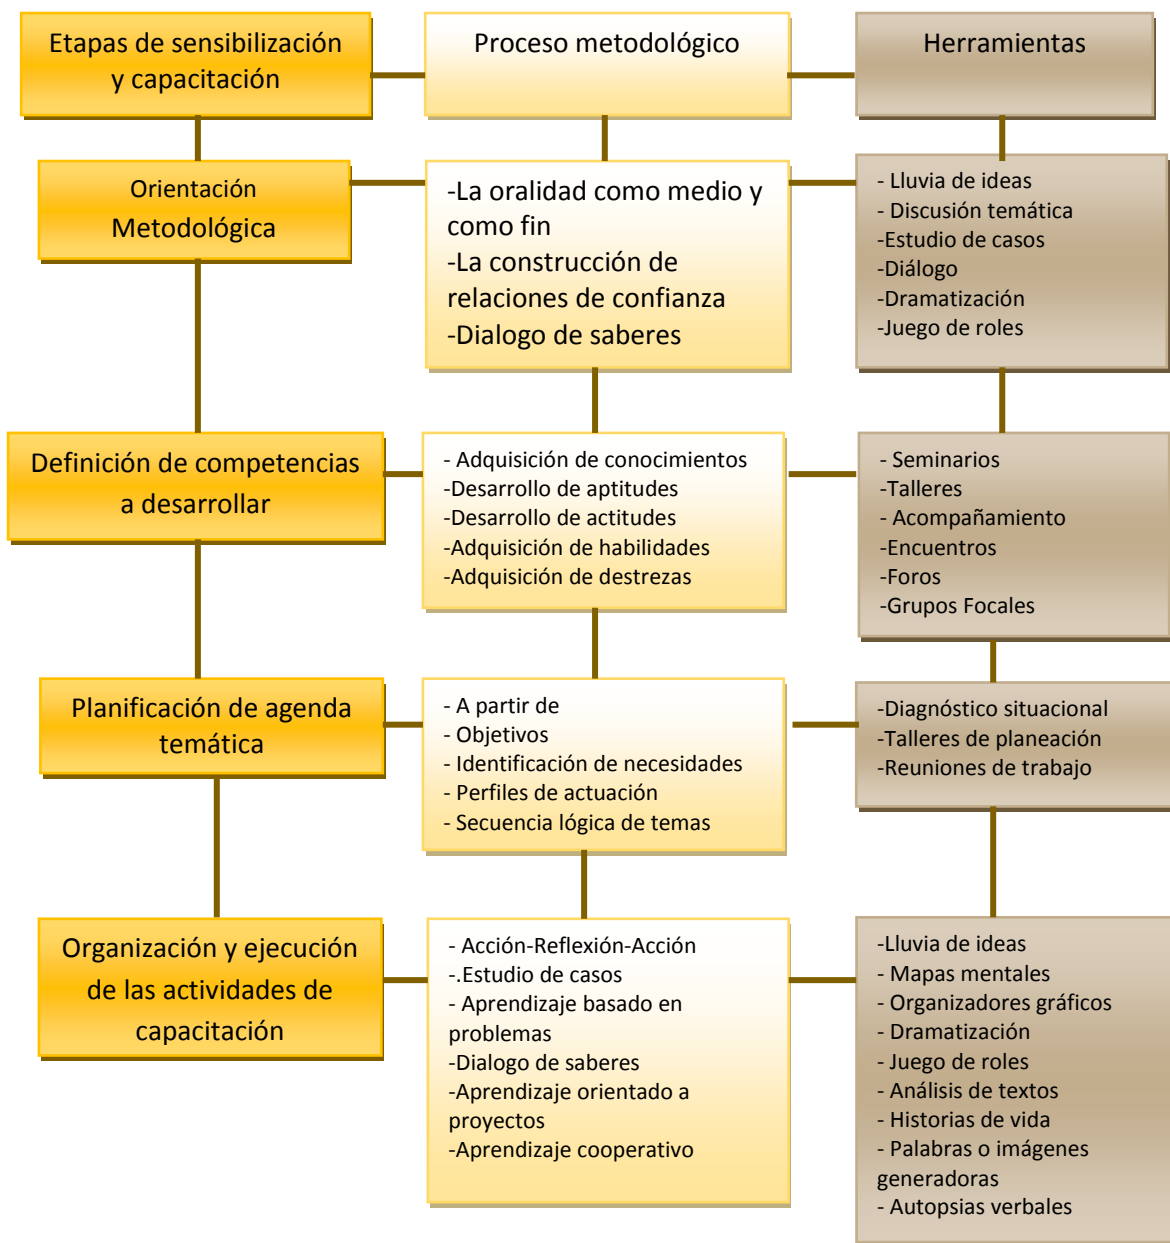 Etapas de sensibilización
y capacitación
Proceso metodológico
Herramientas
Orientación
Metodológica
-La oralidad como medio y
como fin
-La construcción de
relaciones de confianza
-Dialogo de saberes
- Lluvia de ideas
- Discusión temática
-Estudio de casos
-Diálogo
-Dramatización
-Juego de roles
Definición de competencias
a desarrollar
- Adquisición de conocimientos
-Desarrollo de aptitudes
-Desarrollo de actitudes
-Adquisición de habilidades
-Adquisición de destrezas
- Seminarios
-Talleres
- Acompañamiento
-Encuentros
-Foros
-Grupos Focales
Planificación de agenda
temática
- A partir de
- Objetivos
- Identificación de necesidades
- Perfiles de actuación
- Secuencia lógica de temas
-Diagnóstico situacional
-Talleres de planeación
-Reuniones de trabajo
Organización y ejecución
de las actividades de
capacitación
- Acción-Reflexión-Acción
-.Estudio de casos
- Aprendizaje basado en
problemas
-Dialogo de saberes
-Aprendizaje orientado a
proyectos
-Aprendizaje cooperativo
-Lluvia de ideas
- Mapas mentales
- Organizadores gráficos
- Dramatización
- Juego de roles
- Análisis de textos
- Historias de vida
- Palabras o imágenes
generadoras
- Autopsias verbales